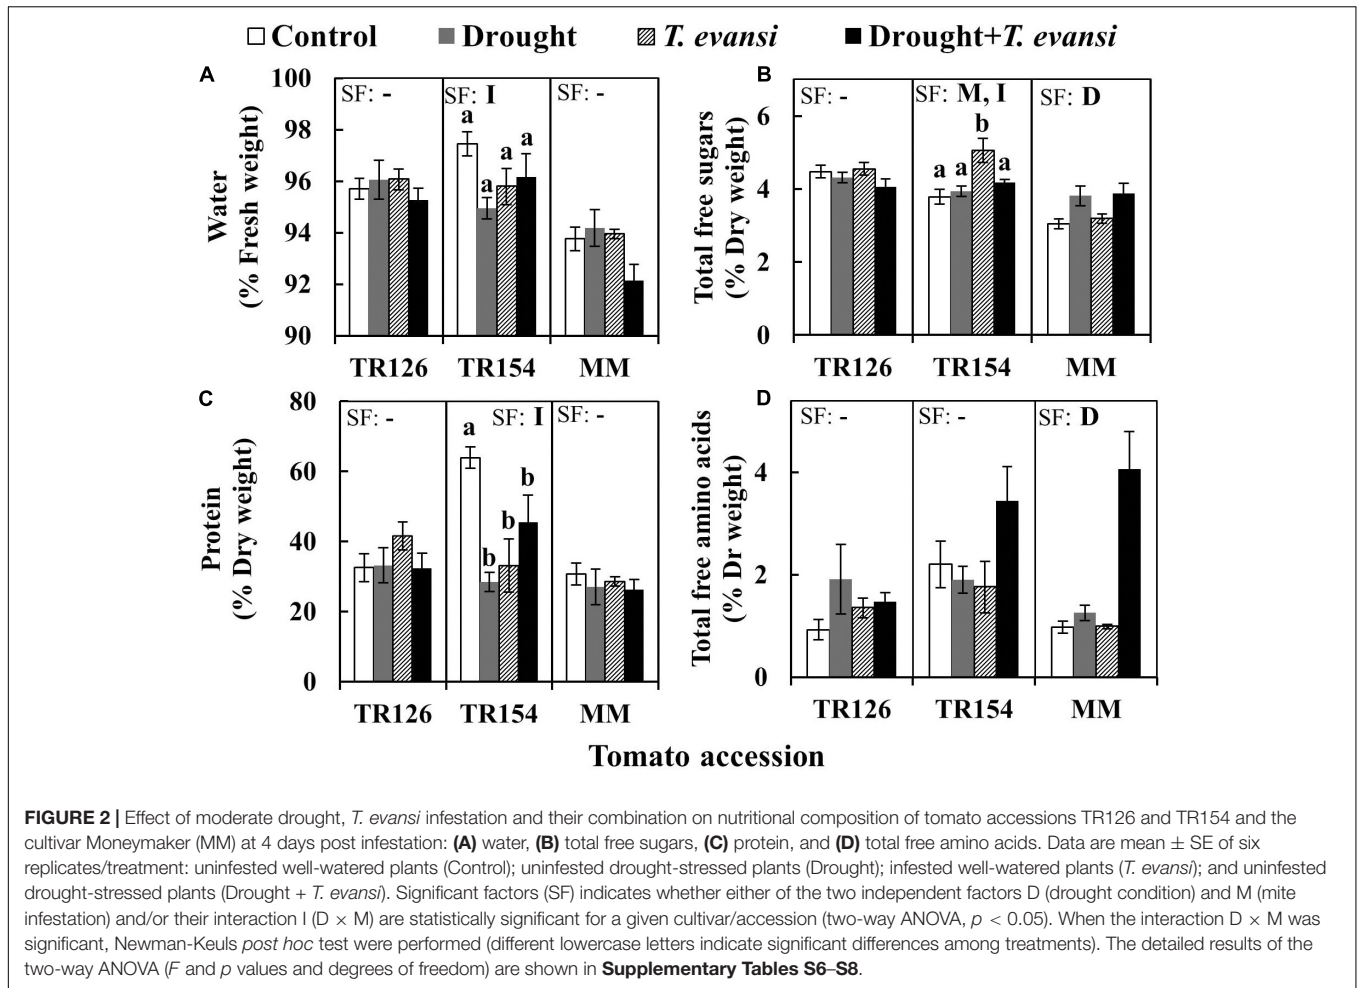 Control Drought T. evansi Drought+T. evansi
A
Water
(% Fresh weight)
100
98
96
94
92
90
SF: - SF: I SF: -
a a a a
TR126 TR154 MM
B
Total free sugars
(% Dry weight)
6
4
2
0
SF: - SF: M, I SF: D
a a b a
TR126 TR154 MM
C
Protein
(% Dry weight)
80
60
40
20
0
SF: - SF: I SF: -
a b b b
TR126 TR154 MM
D
Total free amino acids
(% Dr weight)
4
2
0
SF: - SF: - SF: D
TR126 TR154 MM
Tomato accession
FIGURE 2 | Effect of moderate drought, T. evansi infestation and their combination on nutritional composition of tomato accessions TR126 and TR154 and the
cultivar Moneymaker (MM) at 4 days post infestation: (A) water, (B) total free sugars, (C) protein, and (D) total free amino acids. Data are mean ± SE of six
replicates/treatment: uninfested well-watered plants (Control); uninfested drought-stressed plants (Drought); infested well-watered plants (T. evansi); and uninfested
drought-stressed plants (Drought + T. evansi). Significant factors (SF) indicates whether either of the two independent factors D (drought condition) and M (mite
infestation) and/or their interaction I (D × M) are statistically significant for a given cultivar/accession (two-way ANOVA, p < 0.05). When the interaction D × M was
significant, Newman-Keuls post hoc test were performed (different lowercase letters indicate significant differences among treatments). The detailed results of the
two-way ANOVA (F and p values and degrees of freedom) are shown in Supplementary Tables S6–S8.